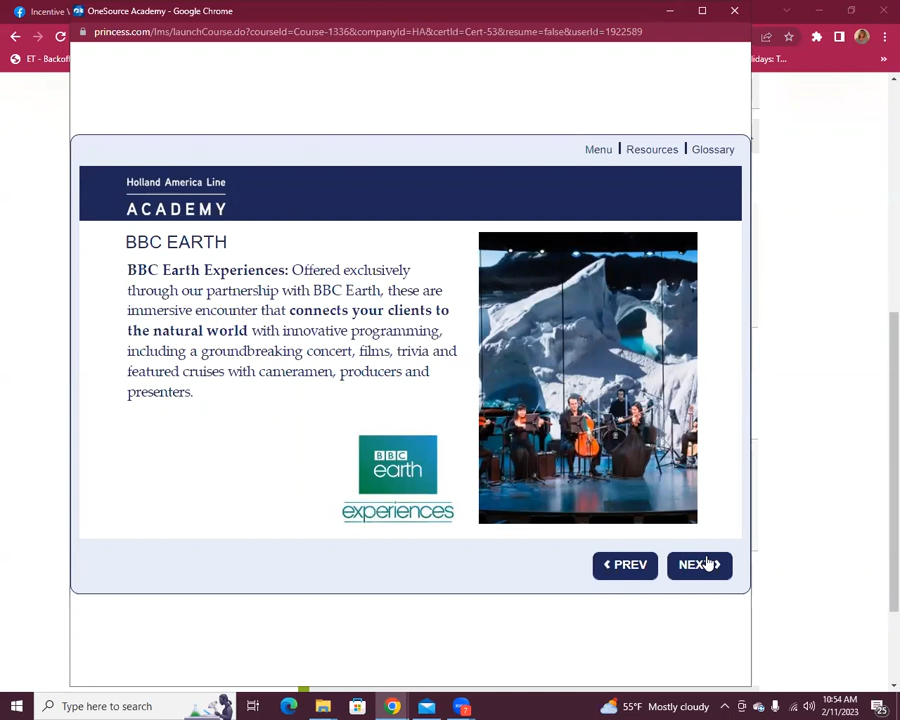 Incentive V
OneSource Academy - Google Chrome
princess.com/lms/launchCourse.do?courseId=Course-1336&companyId=HA&certId=Cert-53&resume=false&userId=1922589
ET - Backoff
lidays: T...
»
Menu | Resources | Glossary
Holland America Line
ACADEMY
BBC EARTH
BBC Earth Experiences: Offered exclusively
through our partnership with BBC Earth, these are
immersive encounter that connects your clients to
the natural world with innovative programming,
including a groundbreaking concert, films, trivia and
featured cruises with cameramen, producers and
presenters.
BBC
earth
experiences
PREV
NEX
Type here to search
7
55°F Mostly cloudy
10:54 AM
2/11/2023
25